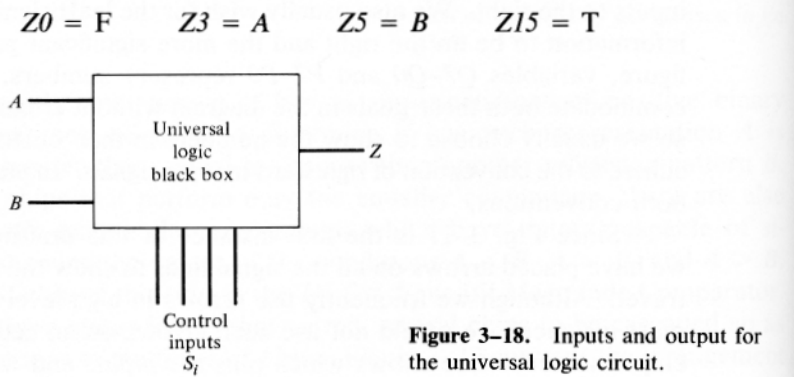 Z0 = F Z3 = A Z5 = B Z15 = T
A
Universal
logic
black box
Z
B
Control
inputs
Si
Figure 3–18. Inputs and output for
the universal logic circuit.